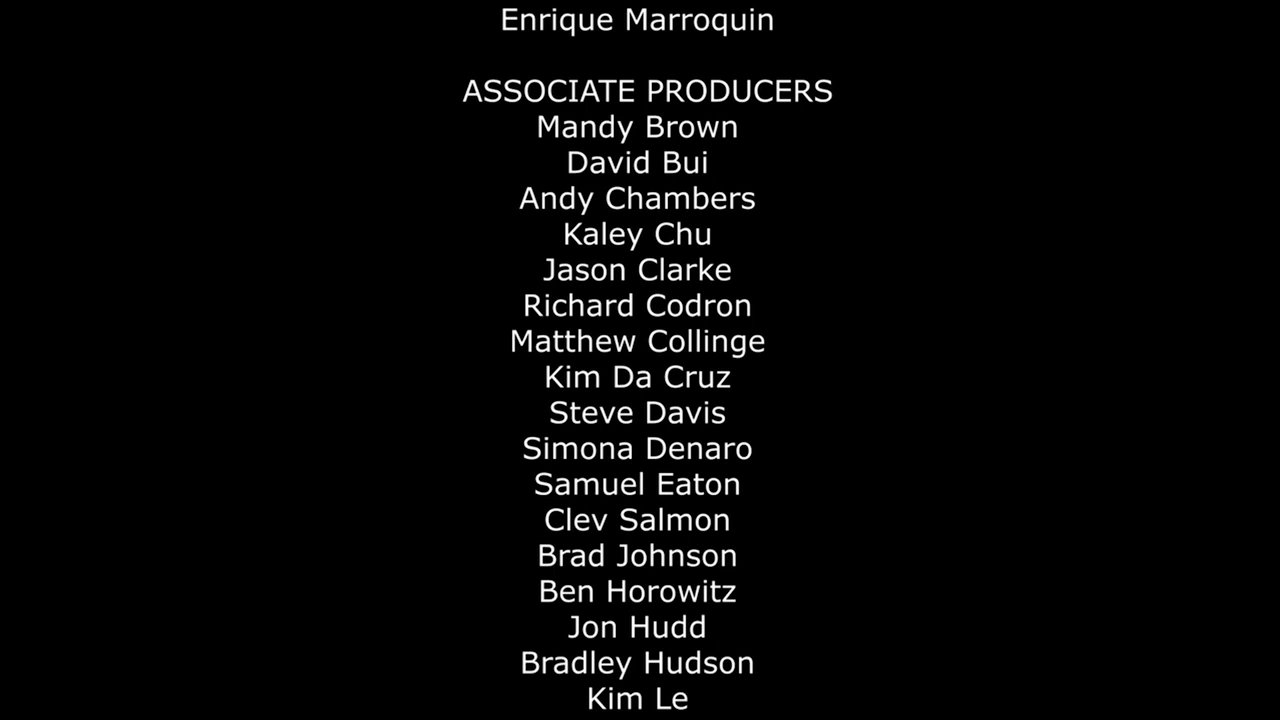 Enrique Marroquin
ASSOCIATE PRODUCERS
Mandy Brown
David Bui
Andy Chambers
Kaley Chu
Jason Clarke
Richard Codron
Matthew Collinge
Kim Da Cruz
Steve Davis
Simona Denaro
Samuel Eaton
Clev Salmon
Brad Johnson
Ben Horowitz
Jon Hudd
Bradley Hudson
Kim Le